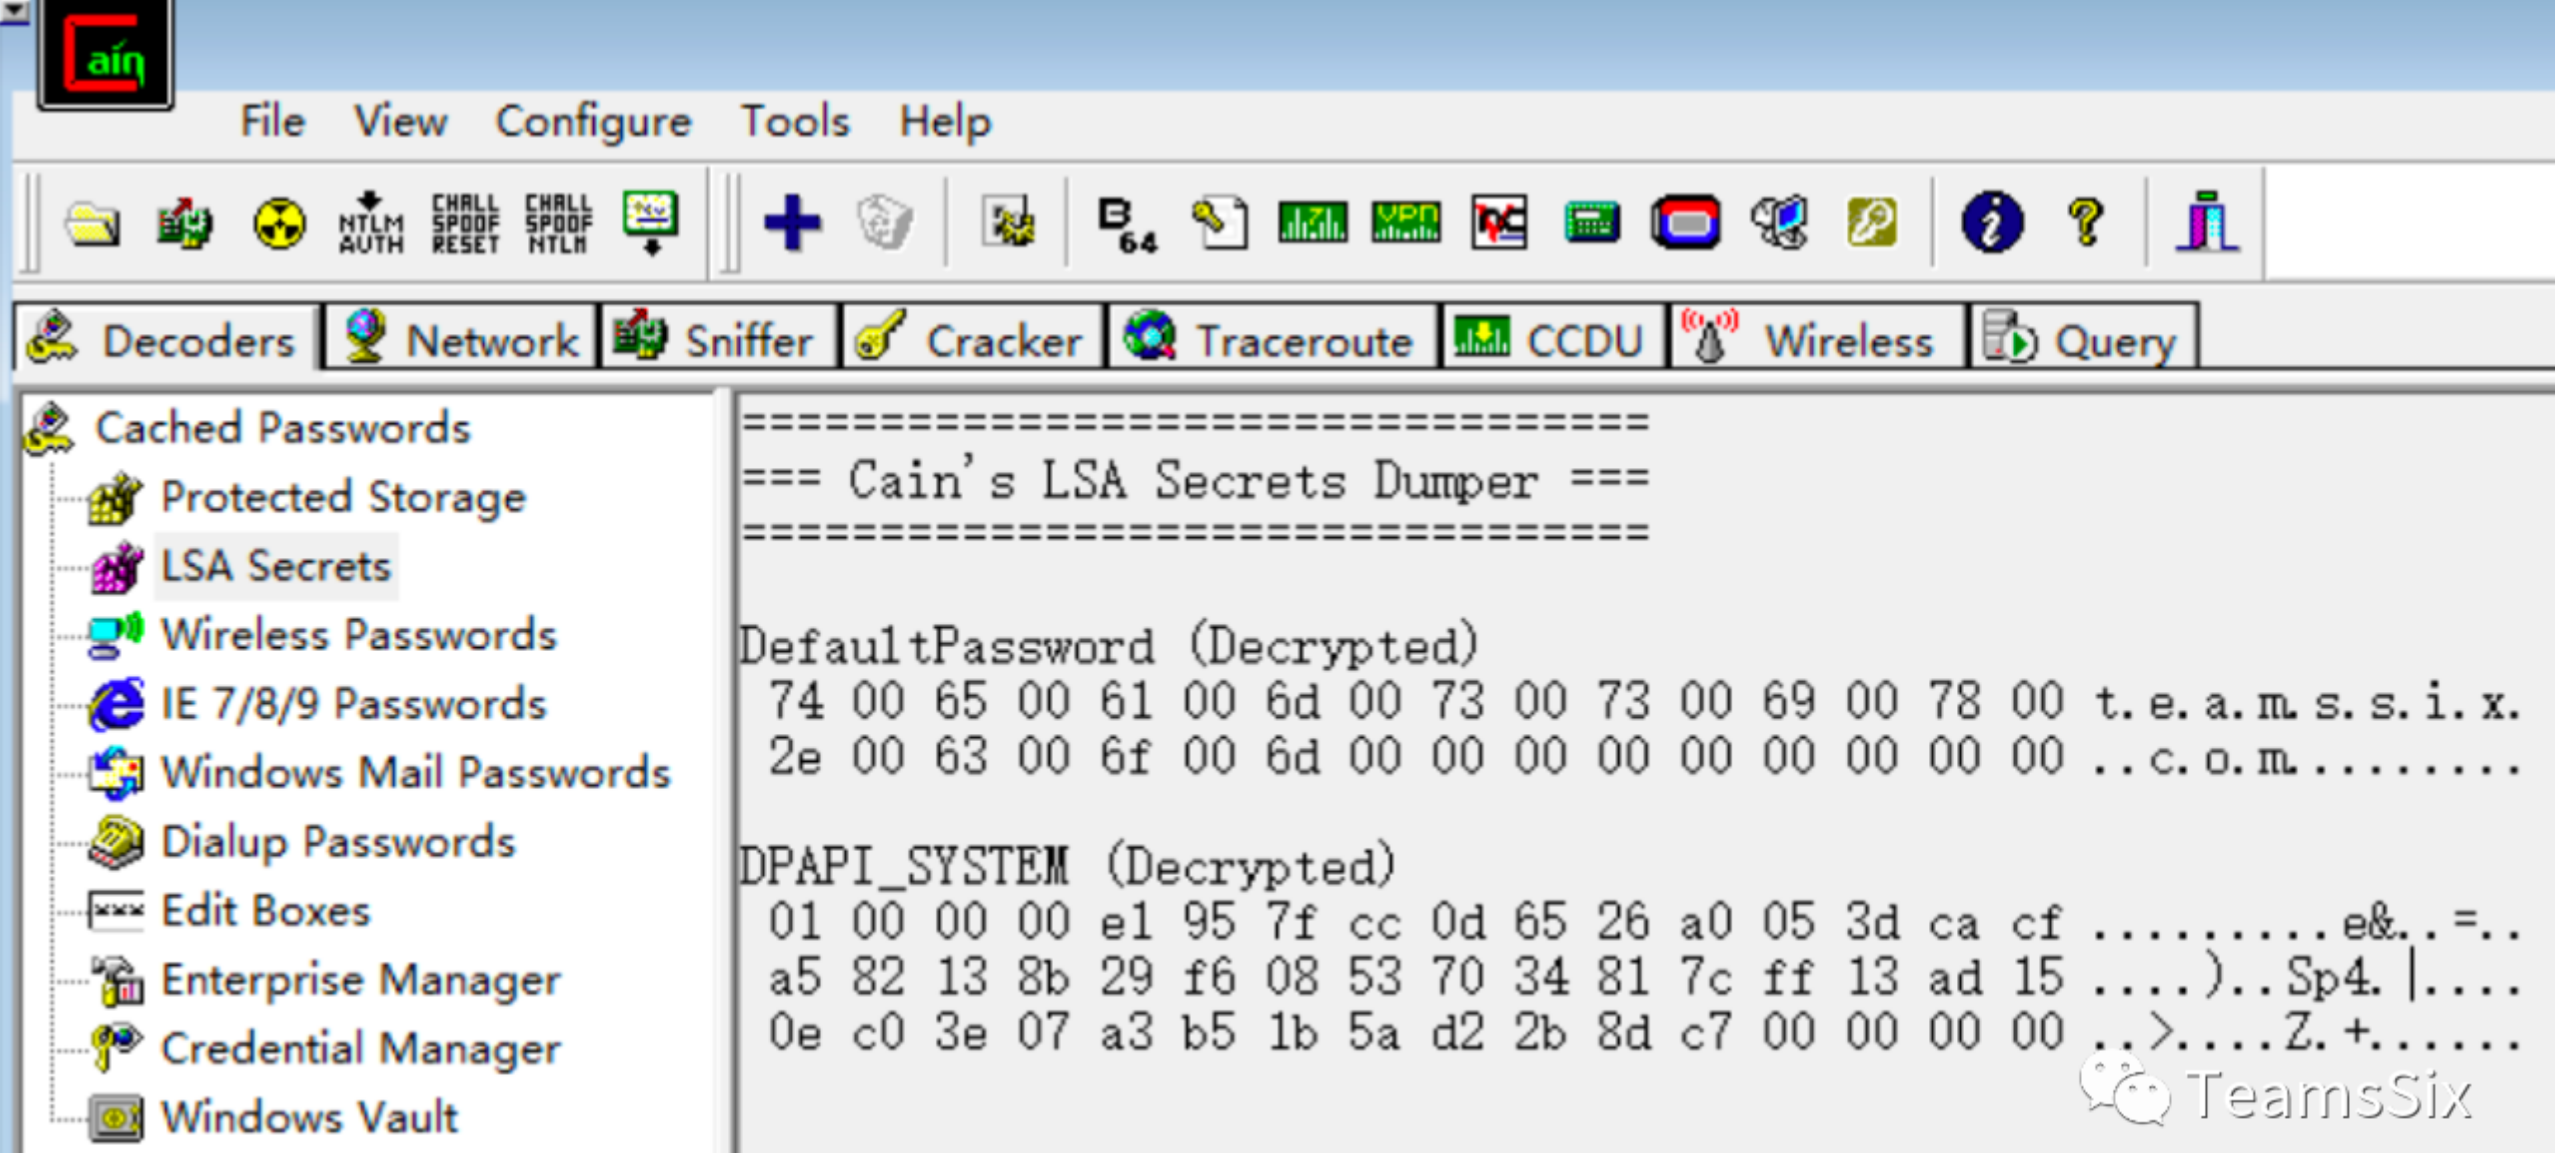 Cain
File View Configure Tools Help
NTLM AUTH
CHALL SPOOF RESET
CHALL SPOOF NTLM
B64
VPN
Decoders Network Sniffer Cracker Traceroute CCDU Wireless Query
Cached Passwords
Protected Storage
LSA Secrets
Wireless Passwords
IE 7/8/9 Passwords
Windows Mail Passwords
Dialup Passwords
Edit Boxes
Enterprise Manager
Credential Manager
Windows Vault
=================================
=== Cain's LSA Secrets Dumper ===
=================================
DefaultPassword (Decrypted)
74 00 65 00 61 00 6d 00 73 00 73 00 69 00 78 00 t.e.a.m.s.s.i.x.
2e 00 63 00 6f 00 6d 00 00 00 00 00 00 00 00 00 ..c.o.m.........
DPAPI_SYSTEM (Decrypted)
01 00 00 00 e1 95 7f cc 0d 65 26 a0 05 3d ca cf .........e&..=..
a5 82 13 8b 29 f6 08 53 70 34 81 7c ff 13 ad 15 ....)..Sp4.|....
0e c0 3e 07 a3 b5 1b 5a d2 2b 8d c7 00 00 00 00 ..>....Z.+......
TeamsSix